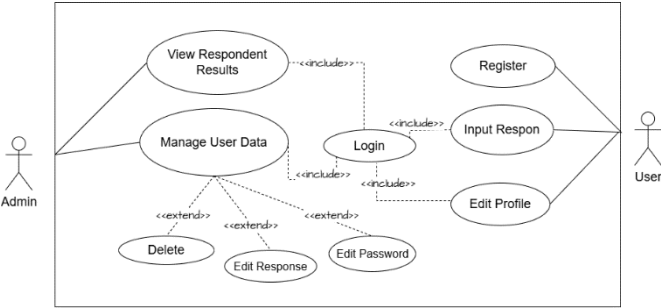 View Respondent
Results
<<include>>
Register
Manage User Data
<<include>>
Input Respon
Login
Admin
User
<<include>>
<<include>>
Edit Profile
<<extend>>
<<extend>>
<<extend>>
Delete
Edit Response
Edit Password